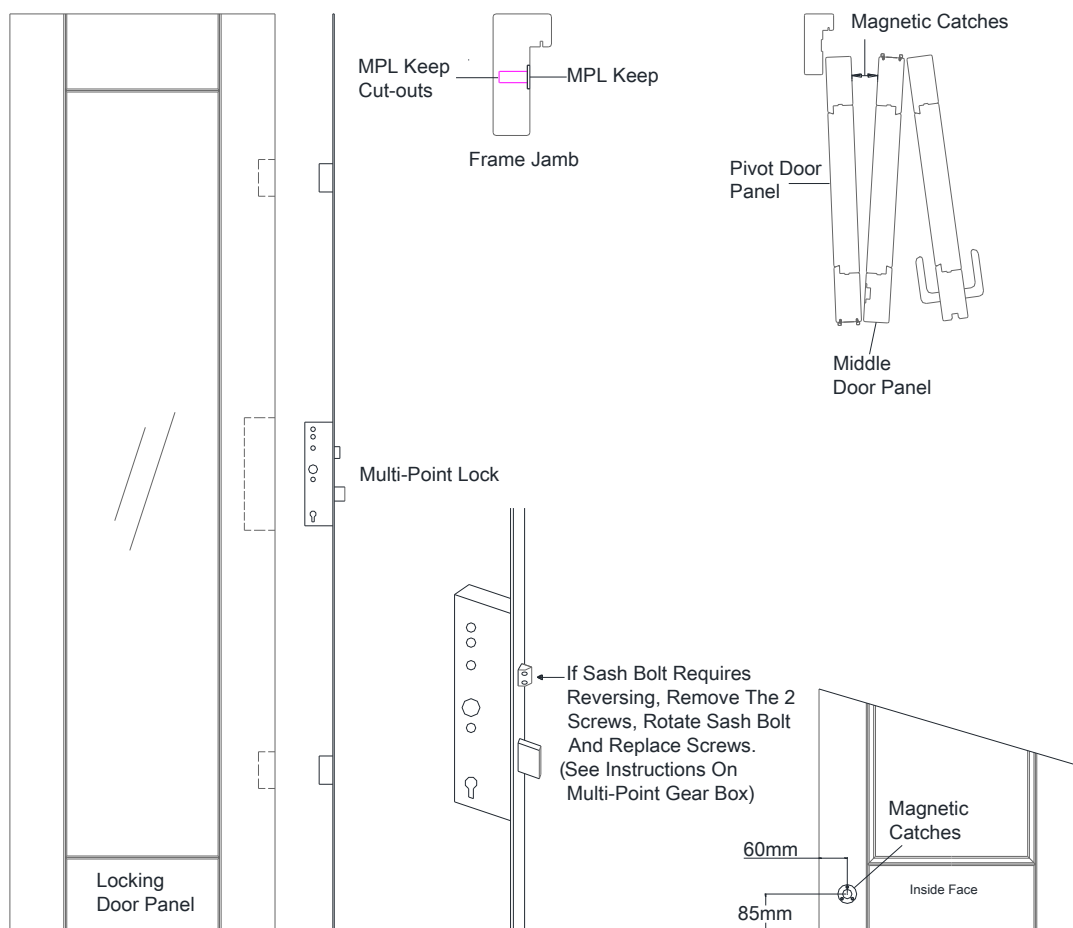 Magnetic Catches
MPL Keep
Cut-outs
MPL Keep
Frame Jamb
Pivot Door
Panel
Middle
Door Panel
Multi-Point Lock
If Sash Bolt Requires
Reversing, Remove The 2
Screws, Rotate Sash Bolt
And Replace Screws.
(See Instructions On
Multi-Point Gear Box)
Magnetic
Catches
60mm
Inside Face
85mm
Locking
Door Panel